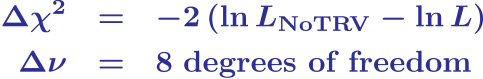 Δχ² = −2 (ln L_NoTRV − ln L)
Δν = 8 degrees of freedom